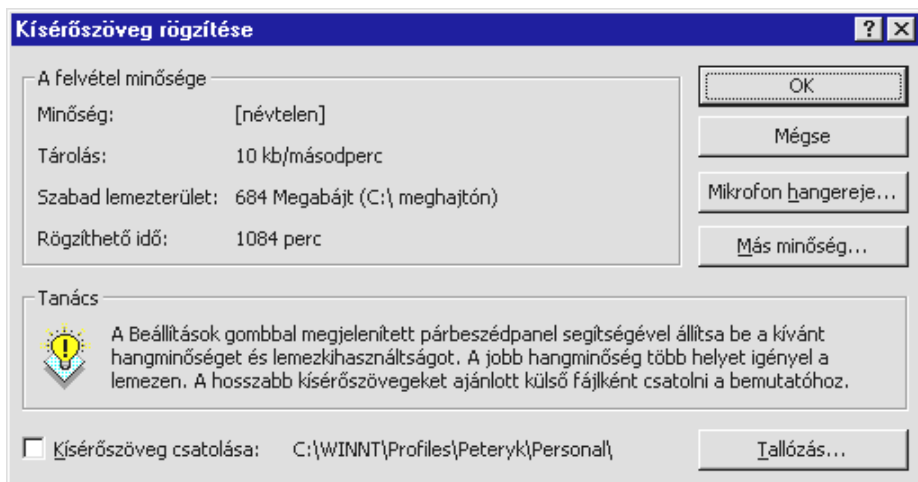 Kísérőszöveg rögzítése
A felvétel minősége
Minőség: [névtelen]
Tárolás: 10 kb/másodperc
Szabad lemezterület: 684 Megabájt (C:\ meghajtón)
Rögzíthető idő: 1084 perc
OK
Mégse
Mikrofon hangereje...
Más minőség...
Tanács
A Beállítások gombbal megjelenített párbeszédpanel segítségével állítsa be a kívánt
hangminőséget és lemezkihasználtságot. A jobb hangminőség több helyet igényel a
lemezen. A hosszabb kísérőszövegeket ajánlott külső fájlként csatolni a bemutatóhoz.
Kísérőszöveg csatolása: C:\WINNT\Profiles\Peteryk\Personal\
Tallózás...